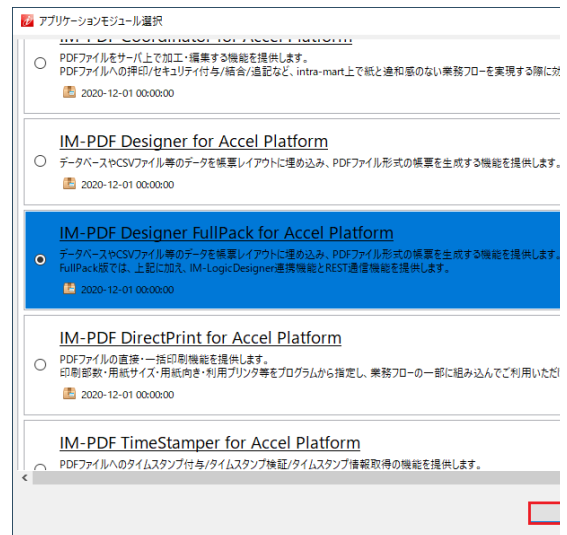 アプリケーションモジュール選択
IM-PDF Coordinator for Accel Platform
PDFファイルをサーバ上で加工・編集する機能を提供します。
PDFファイルへの押印/セキュリティ付与/結合/追記など、intra-mart上で紙と違和感のない業務フローを実現する際に効
2020-12-01 00:00:00
IM-PDF Designer for Accel Platform
データベースやCSVファイル等のデータを帳票レイアウトに埋め込み、PDFファイル形式の帳票を生成する機能を提供します。
2020-12-01 00:00:00
IM-PDF Designer FullPack for Accel Platform
データベースやCSVファイル等のデータを帳票レイアウトに埋め込み、PDFファイル形式の帳票を生成する機能を提供します。
FullPack版では、上記に加え、IM-LogicDesigner連携機能とREST通信機能を提供します。
2020-12-01 00:00:00
IM-PDF DirectPrint for Accel Platform
PDFファイルの直接・一括印刷機能を提供します。
印刷部数・用紙サイズ・用紙向き・利用プリンタ等をプログラムから指定し、業務フローの一部に組み込んでご利用いただけ
2020-12-01 00:00:00
IM-PDF TimeStamper for Accel Platform
PDFファイルへのタイムスタンプ付与/タイムスタンプ検証/タイムスタンプ情報取得の機能を提供します。